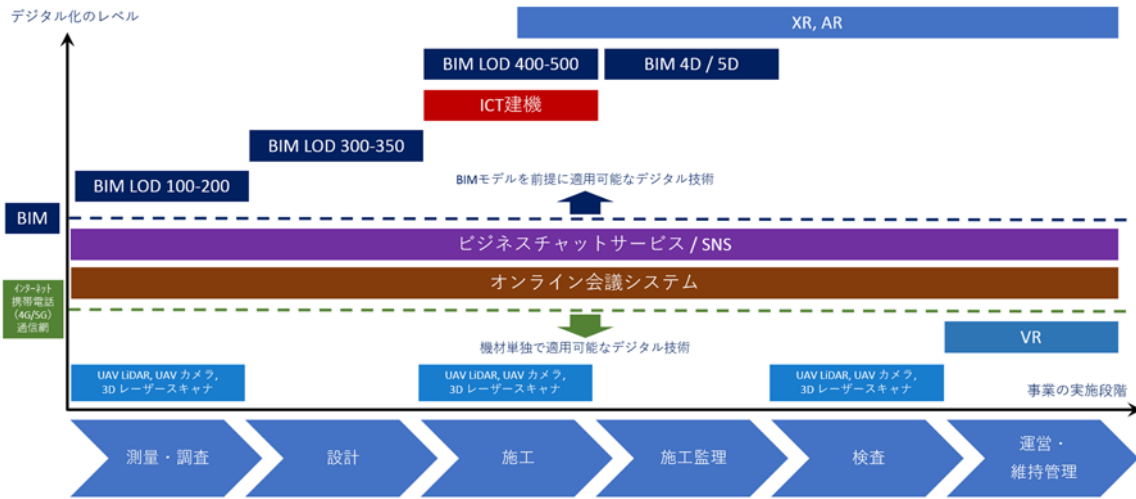 デジタル化のレベル
XR, AR
BIM LOD 400-500
BIM 4D / 5D
ICT建機
BIM LOD 300-350
BIM LOD 100-200
BIMモデルを前提に適用可能なデジタル技術
BIM
ビジネスチャットサービス / SNS
オンライン会議システム
インターネット
携帯電話
(4G/5G)
通信網
機材単独で適用可能なデジタル技術
VR
UAV LiDAR, UAV カメラ,
3D レーザースキャナ
UAV LiDAR, UAV カメラ,
3D レーザースキャナ
UAV LiDAR, UAV カメラ,
3D レーザースキャナ
事業の実施段階
測量・調査
設計
施工
施工監理
検査
運営・
維持管理